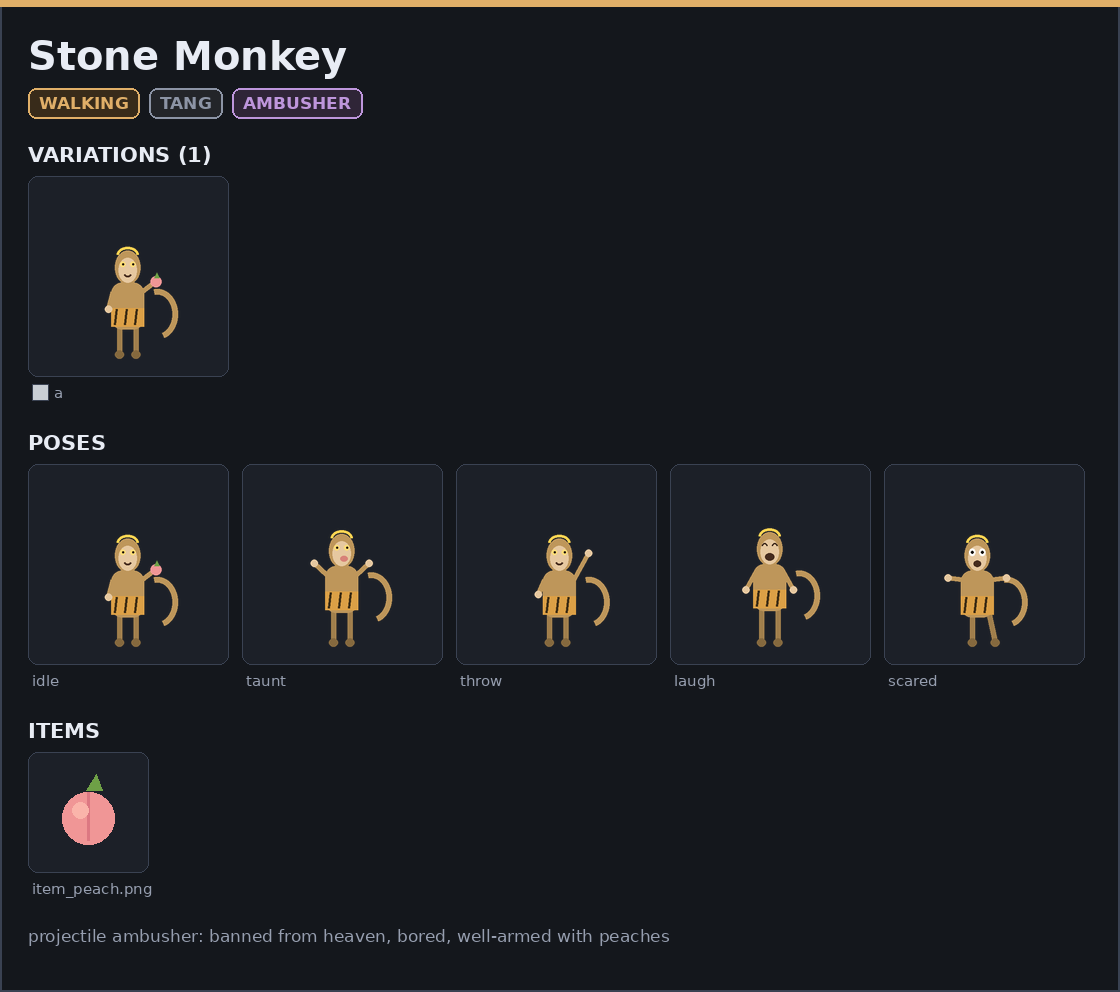 Stone Monkey
WALKING TANG AMBUSHER
VARIATIONS (1)
a
POSES
idle taunt throw laugh scared
ITEMS
item_peach.png
projectile ambusher: banned from heaven, bored, well-armed with peaches